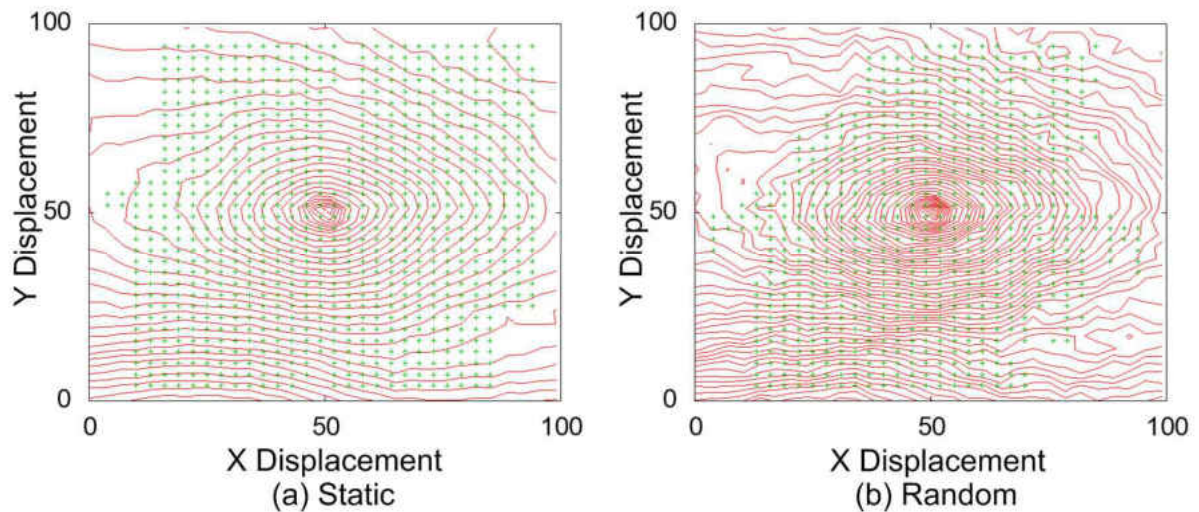 100
50
0
Y Displacement
0 50 100
X Displacement
(a) Static
100
50
0
Y Displacement
0 50 100
X Displacement
(b) Random